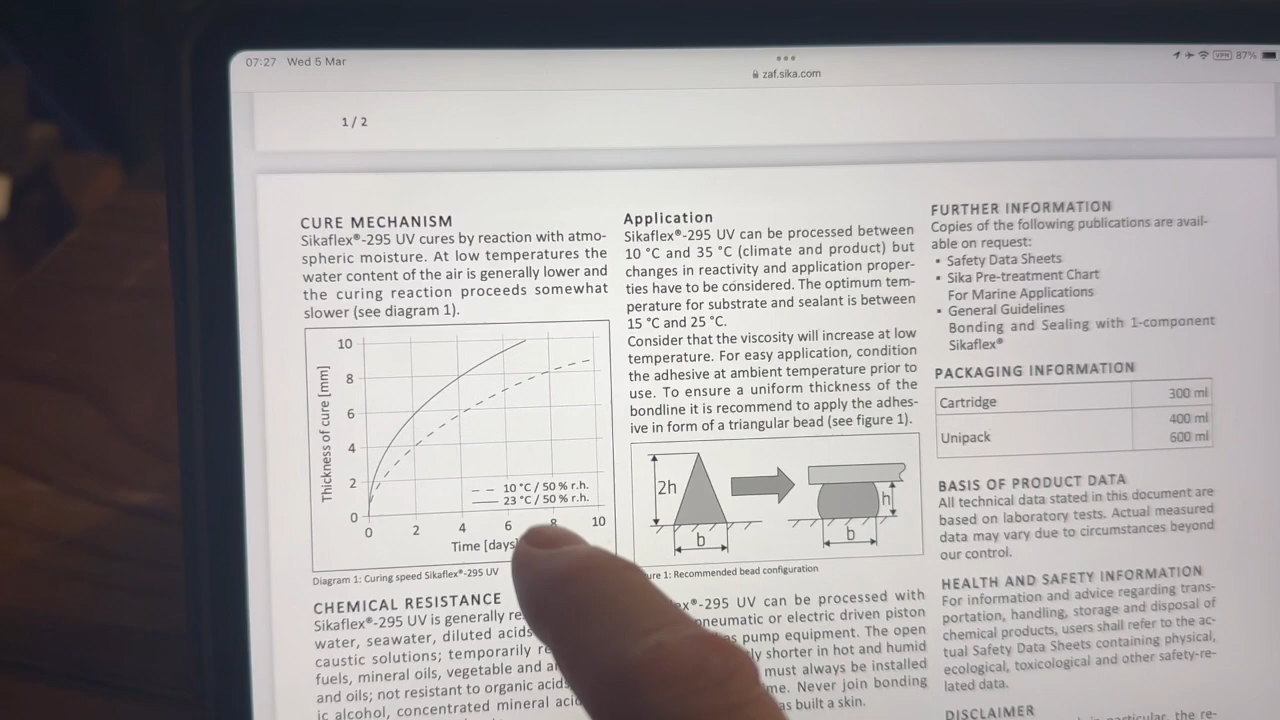 07:27 Wed 5 Mar
zaf.sika.com
VPN 87%
1 / 2
CURE MECHANISM
Sikaflex®-295 UV cures by reaction with atmo-
spheric moisture. At low temperatures the
water content of the air is generally lower and
the curing reaction proceeds somewhat
slower (see diagram 1).
Thickness of cure [mm]
10
8
6
4
2
0
10 °C / 50 % r.h.
23 °C / 50 % r.h.
0 2 4 6 8 10
Time [days
Diagram 1: Curing speed Sikaflex®-295 UV
CHEMICAL RESISTANCE
Sikaflex®-295 UV is generally re
water, seawater, diluted acids
caustic solutions; temporarily re
fuels, mineral oils, vegetable and a
and oils; not resistant to organic acids
ic alcohol, concentrated mineral acid
Application
Sikaflex®-295 UV can be processed between
10 °C and 35 °C (climate and product) but
changes in reactivity and application proper-
ties have to be considered. The optimum tem-
perature for substrate and sealant is between
15 °C and 25 °C.
Consider that the viscosity will increase at low
temperature. For easy application, condition
the adhesive at ambient temperature prior to
use. To ensure a uniform thickness of the
bondline it is recommend to apply the adhes-
ive in form of a triangular bead (see figure 1).
2h
b
h
b
ure 1: Recommended bead configuration
ex®-295 UV can be processed with
pneumatic or electric driven piston
as pump equipment. The open
ly shorter in hot and humid
must always be installed
me. Never join bonding
as built a skin.
FURTHER INFORMATION
Copies of the following publications are avail-
able on request:
▪ Safety Data Sheets
▪ Sika Pre-treatment Chart
For Marine Applications
▪ General Guidelines
Bonding and Sealing with 1-component
Sikaflex®
PACKAGING INFORMATION
Cartridge 300 ml
Unipack 400 ml
600 ml
BASIS OF PRODUCT DATA
All technical data stated in this document are
based on laboratory tests. Actual measured
data may vary due to circumstances beyond
our control.
HEALTH AND SAFETY INFORMATION
For information and advice regarding trans-
portation, handling, storage and disposal of
chemical products, users shall refer to the ac-
tual Safety Data Sheets containing physical,
ecological, toxicological and other safety-re-
lated data.
DISCLAIMER
in particular, the re-